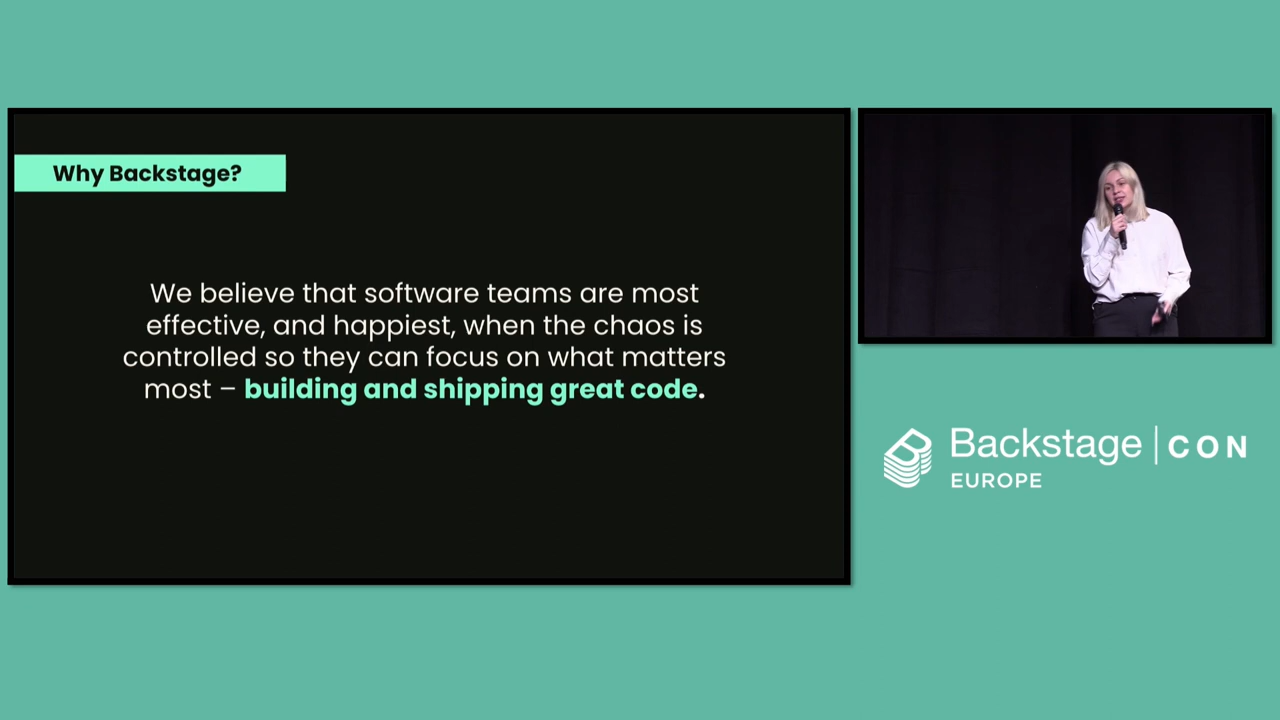 Why Backstage?
We believe that software teams are most
effective, and happiest, when the chaos is
controlled so they can focus on what matters
most – building and shipping great code.
Backstage | CON
EUROPE